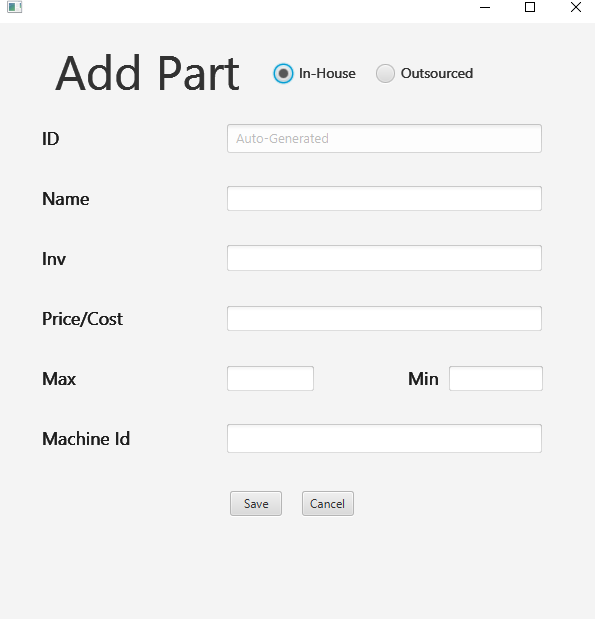 Add Part In-House Outsourced
ID Auto-Generated
Name
Inv
Price/Cost
Max Min
Machine Id
Save Cancel